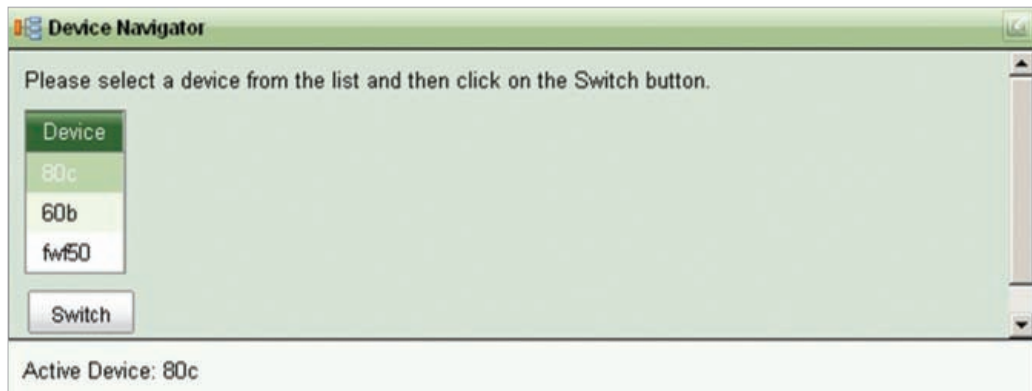 Device Navigator
Please select a device from the list and then click on the Switch button.
Device
80c
60b
fwf50
Switch
Active Device: 80c